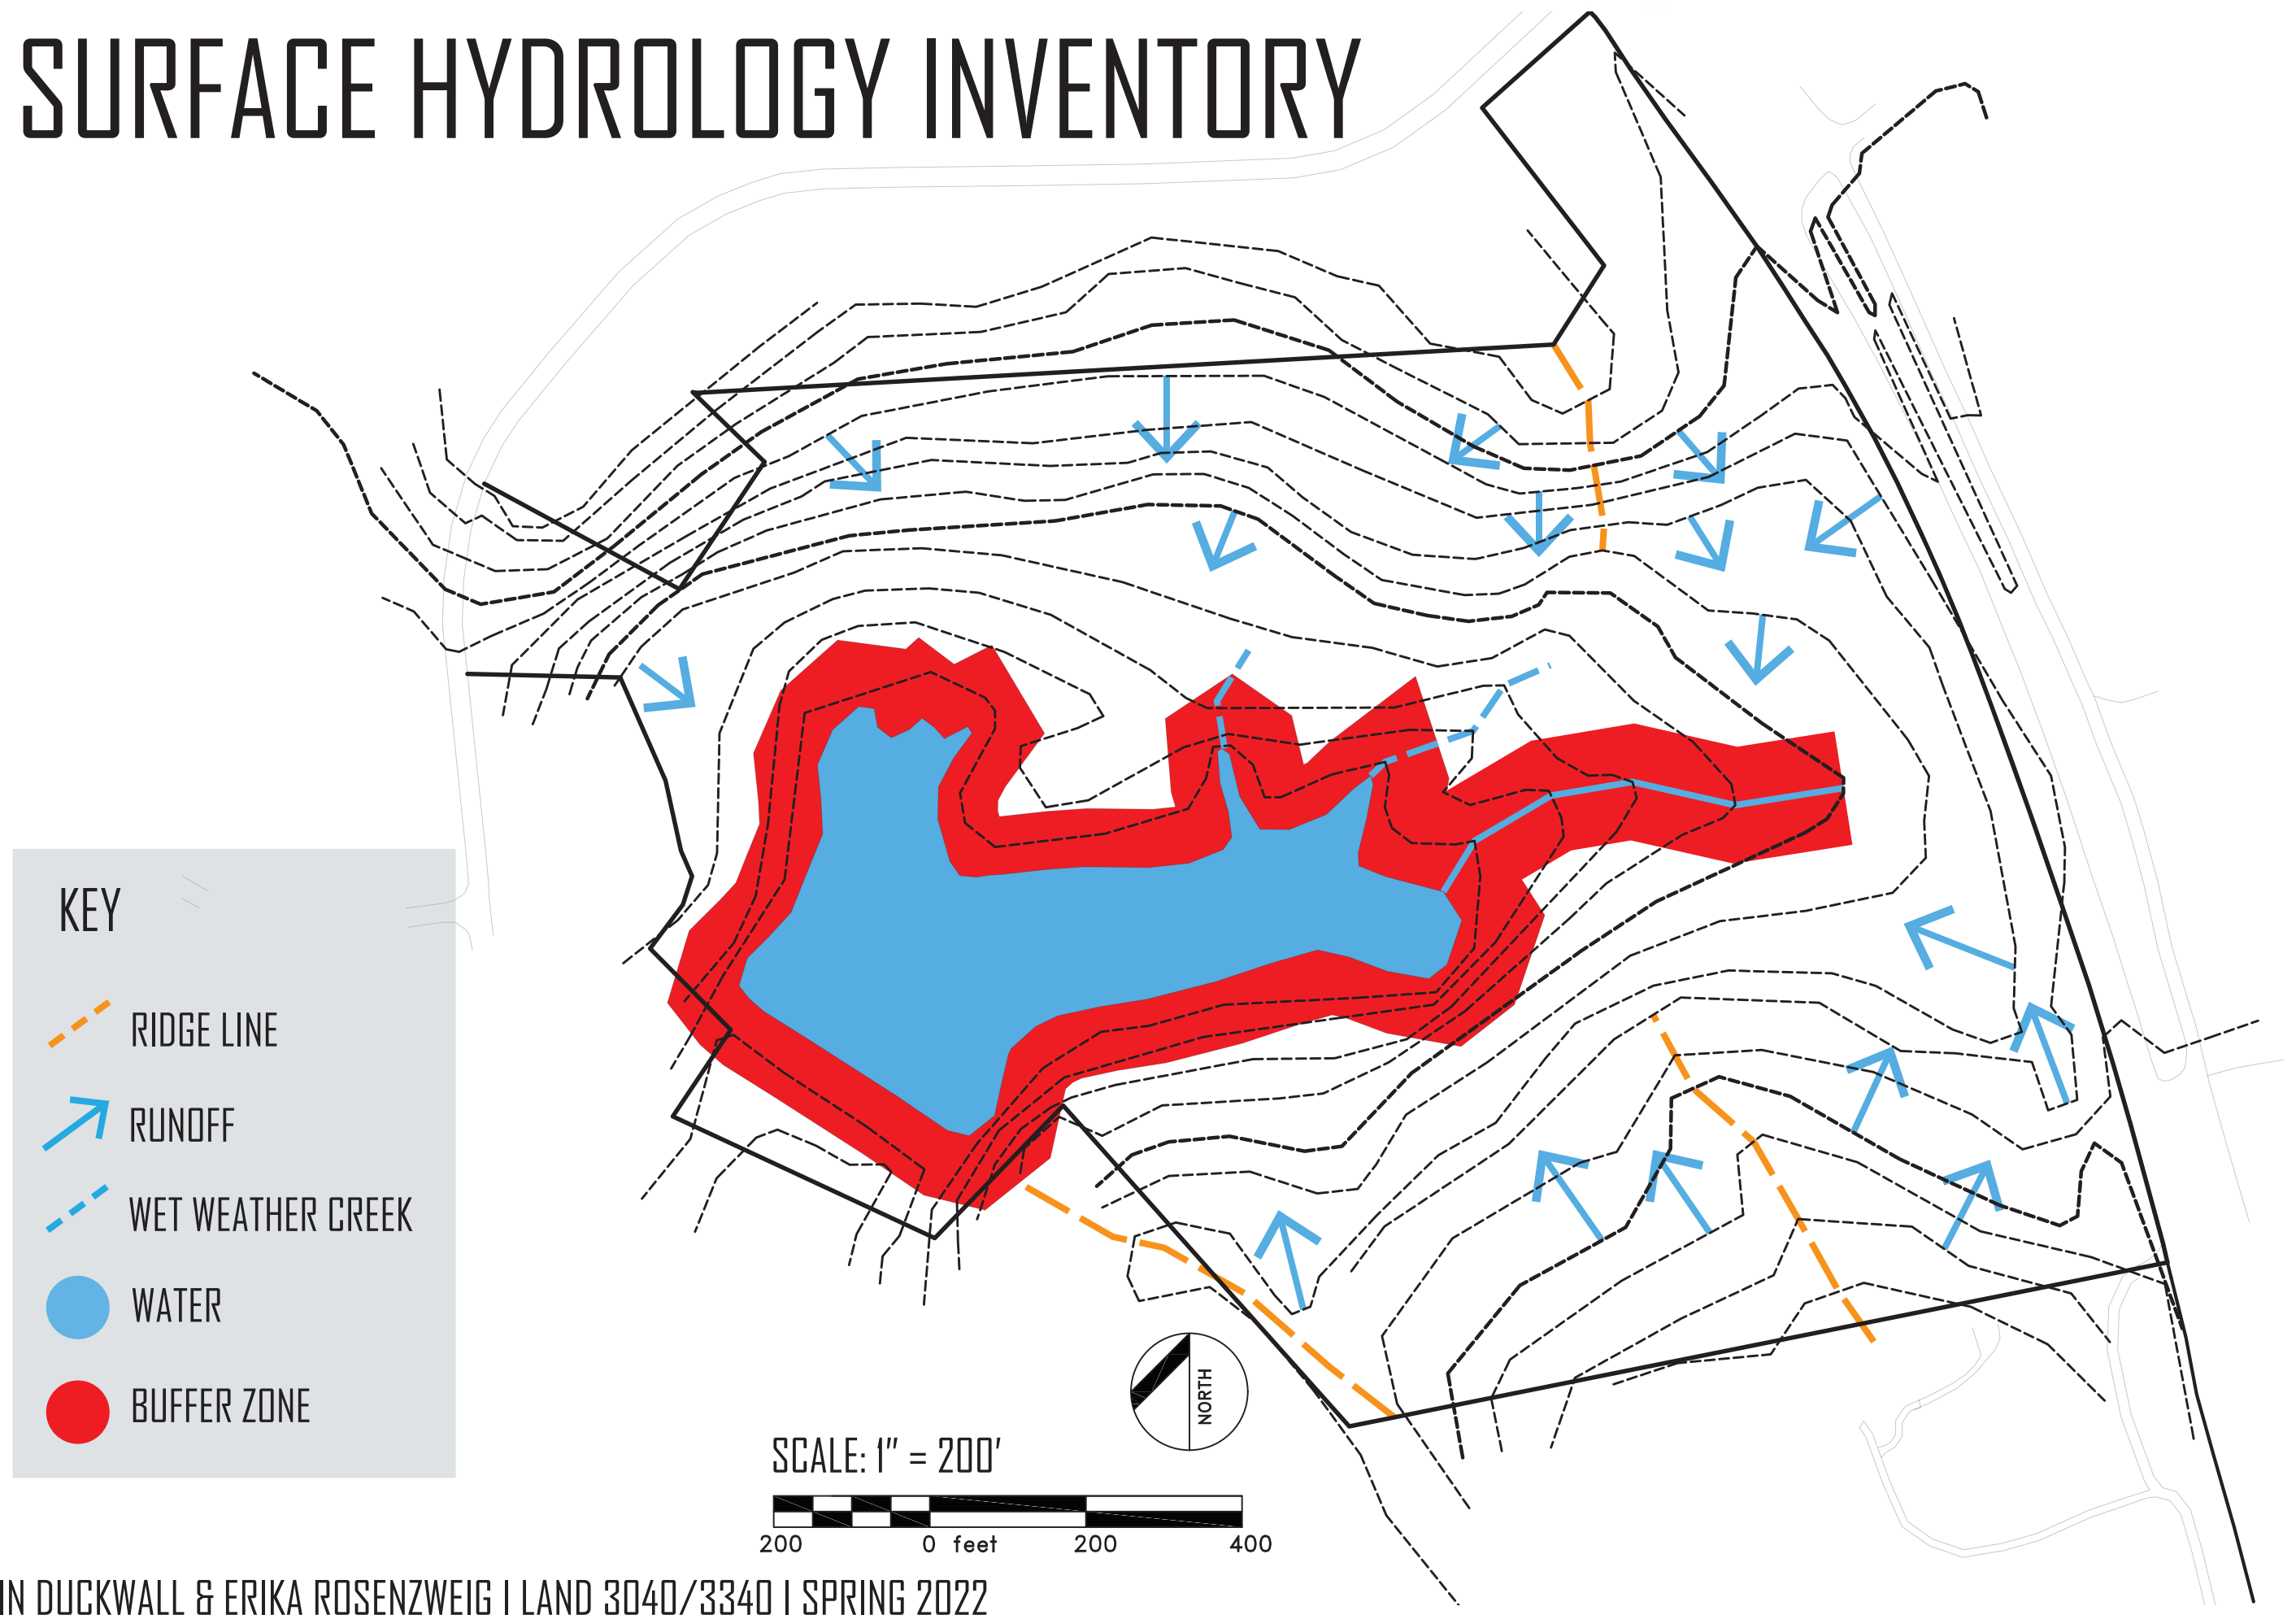 SURFACE HYDROLOGY INVENTORY
KEY
RIDGE LINE
RUNOFF
WET WEATHER CREEK
WATER
BUFFER ZONE
NORTH
SCALE: 1" = 200'
200 0 feet 200 400
IN DUCKWALL & ERIKA ROSENZWEIG | LAND 3040/3340 | SPRING 2022